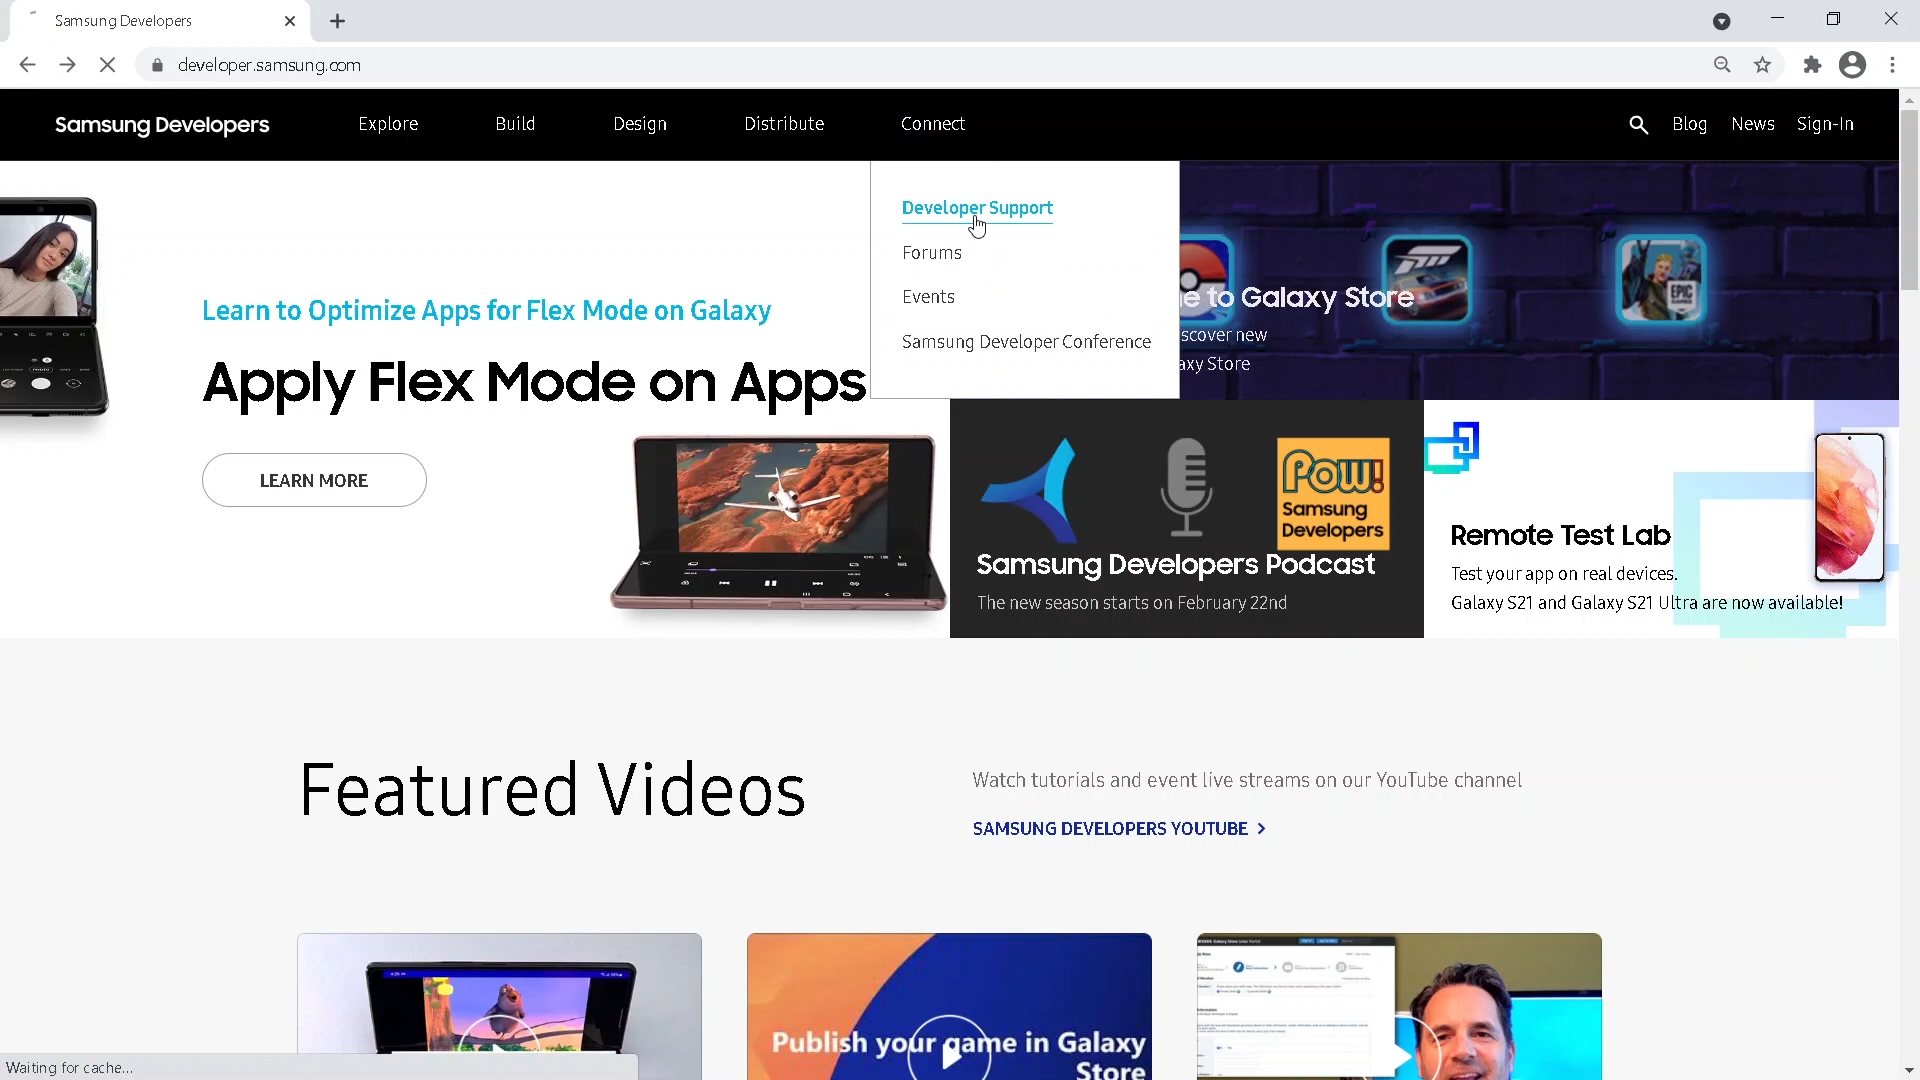 Samsung Developers
developer.samsung.com
Samsung Developers
Explore
Build
Design
Distribute
Connect
Blog
News
Sign-In
Developer Support
Forums
Events
Samsung Developer Conference
Learn to Optimize Apps for Flex Mode on Galaxy
Apply Flex Mode on Apps
LEARN MORE
e to Galaxy Store
scover new
axy Store
EPIC
POW!
Samsung
Developers
Samsung Developers Podcast
The new season starts on February 22nd
Remote Test Lab
Test your app on real devices.
Galaxy S21 and Galaxy S21 Ultra are now available!
Featured Videos
Watch tutorials and event live streams on our YouTube channel
SAMSUNG DEVELOPERS YOUTUBE
Publish your game in Galaxy
Store
Waiting for cache...